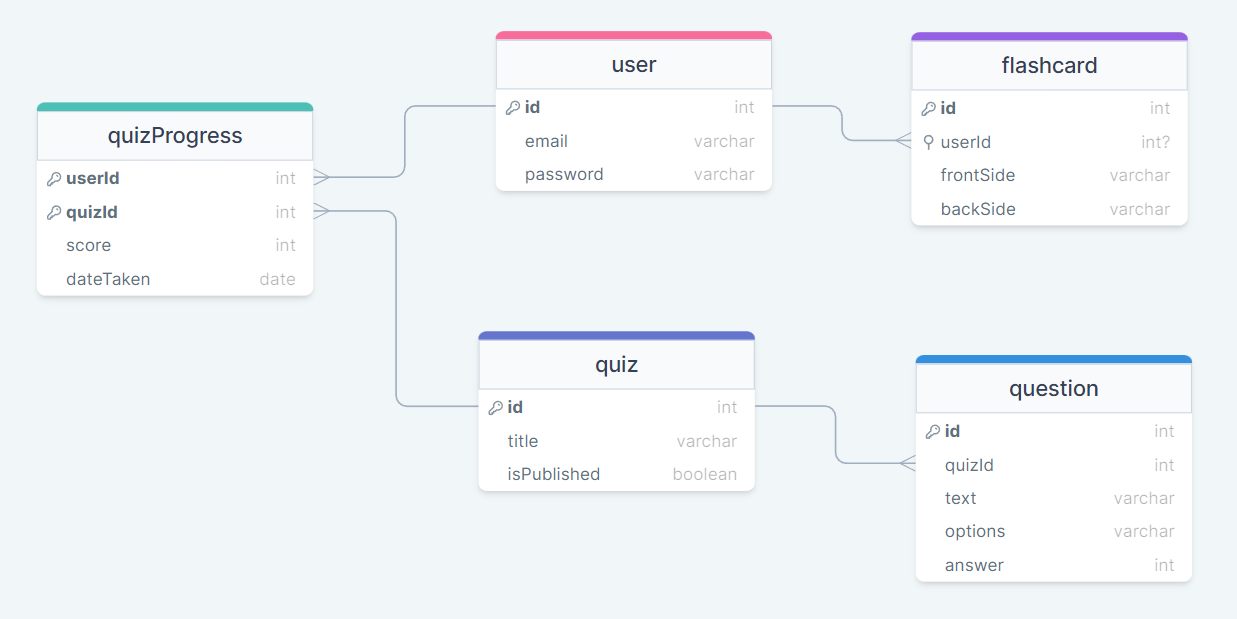 quizProgress
userId int
quizId int
score int
dateTaken date
user
id int
email varchar
password varchar
flashcard
id int
userId int?
frontSide varchar
backSide varchar
quiz
id int
title varchar
isPublished boolean
question
id int
quizId int
text varchar
options varchar
answer int